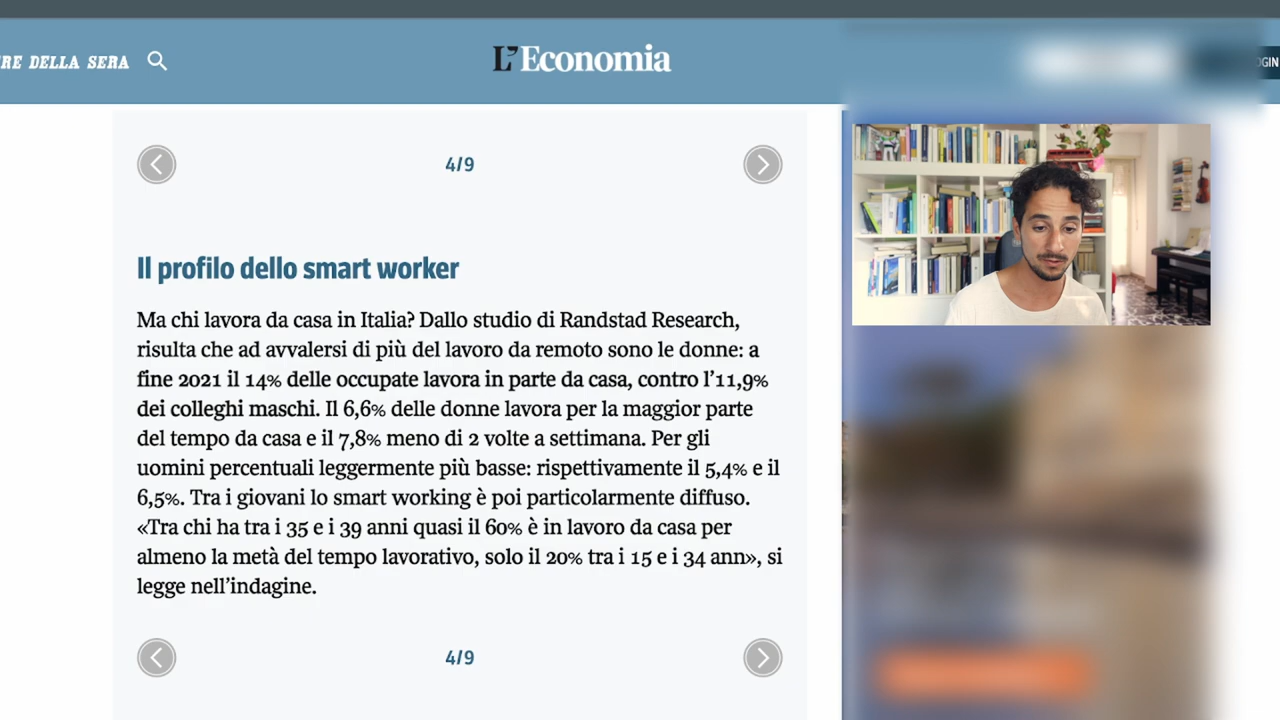 RE DELLA SERA
L'Economia
OGIN
4/9
Il profilo dello smart worker
Ma chi lavora da casa in Italia? Dallo studio di Randstad Research,
risulta che ad avvalersi di più del lavoro da remoto sono le donne: a
fine 2021 il 14% delle occupate lavora in parte da casa, contro l'11,9%
dei colleghi maschi. Il 6,6% delle donne lavora per la maggior parte
del tempo da casa e il 7,8% meno di 2 volte a settimana. Per gli
uomini percentuali leggermente più basse: rispettivamente il 5,4% e il
6,5%. Tra i giovani lo smart working è poi particolarmente diffuso.
«Tra chi ha tra i 35 e i 39 anni quasi il 60% è in lavoro da casa per
almeno la metà del tempo lavorativo, solo il 20% tra i 15 e i 34 ann», si
legge nell'indagine.
4/9